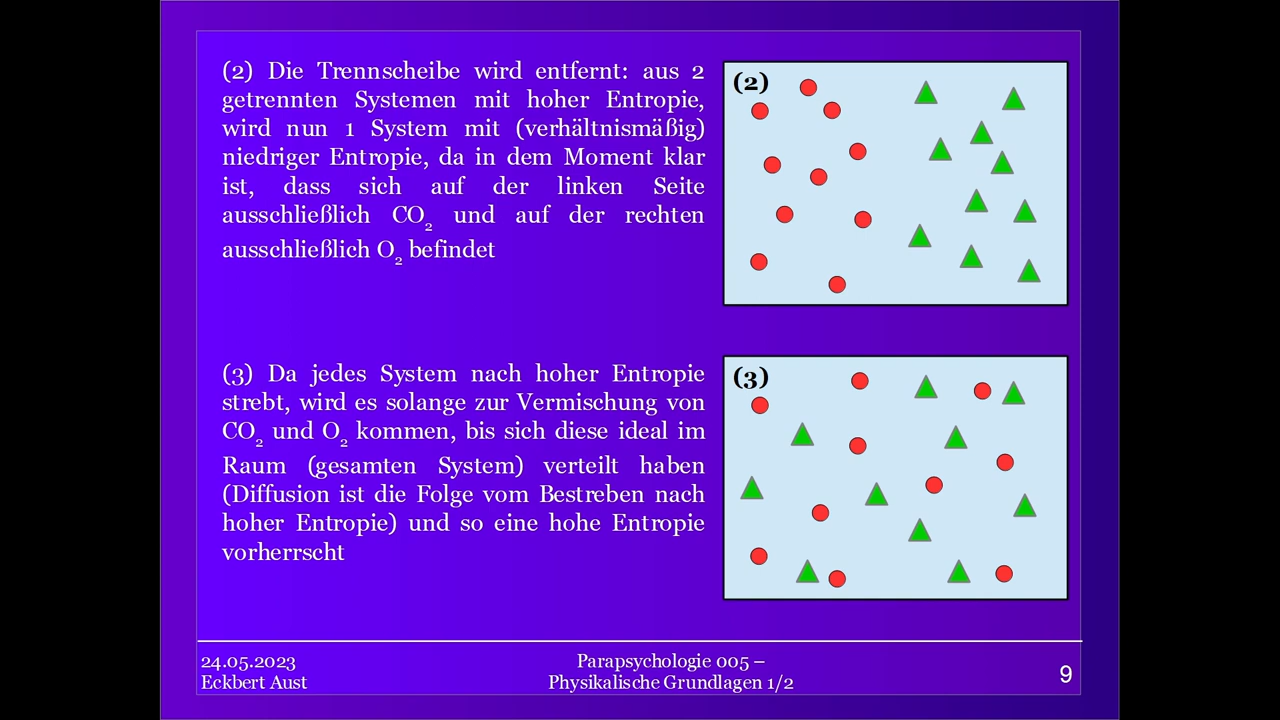 (2) Die Trennscheibe wird entfernt: aus 2
getrennten Systemen mit hoher Entropie,
wird nun 1 System mit (verhältnismäßig)
niedriger Entropie, da in dem Moment klar
ist, dass sich auf der linken Seite
ausschließlich CO₂ und auf der rechten
ausschließlich O₂ befindet
(2)
(3) Da jedes System nach hoher Entropie
strebt, wird es solange zur Vermischung von
CO₂ und O₂ kommen, bis sich diese ideal im
Raum (gesamten System) verteilt haben
(Diffusion ist die Folge vom Bestreben nach
hoher Entropie) und so eine hohe Entropie
vorherrscht
(3)
24.05.2023
Eckbert Aust
Parapsychologie 005 –
Physikalische Grundlagen 1/2
9